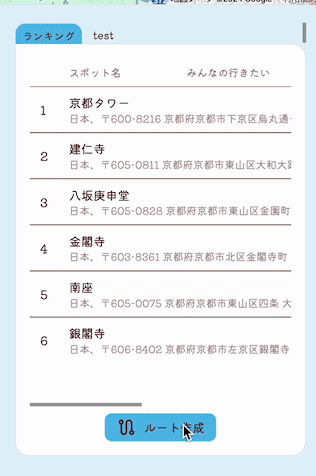 ランキング test
スポット名 みんなの行きたい
1 京都タワー
日本、〒600-8216 京都府京都市下京区烏丸通
2 建仁寺
日本、〒605-0811 京都府京都市東山区大和大
3 八坂庚申堂
日本、〒605-0828 京都府京都市東山区金園町
4 金閣寺
日本、〒603-8361 京都府京都市北区金閣寺町
5 南座
日本、〒605-0075 京都府京都市東山区四条 大
6 銀閣寺
日本、〒606-8402 京都府京都市左京区銀閣寺
ルート作成